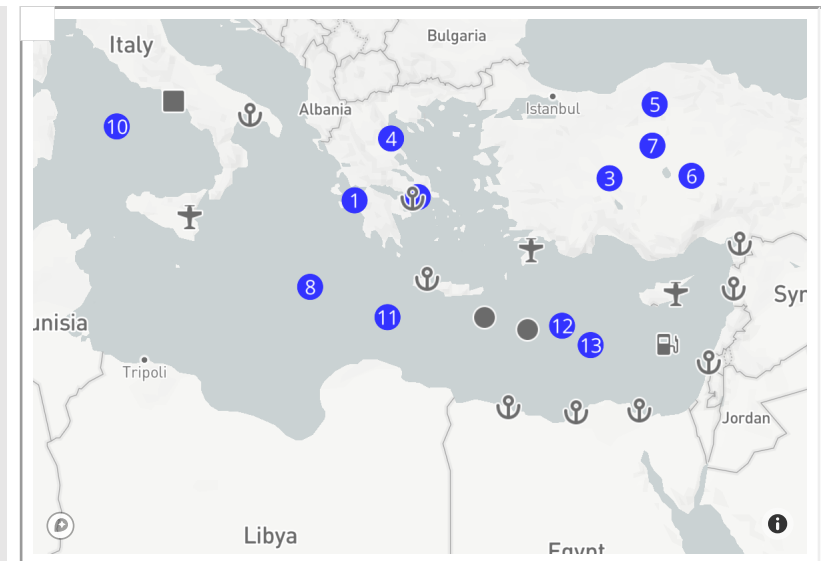 Italy
Bulgaria
Albania
Istanbul
5
10
4
7
3
6
1
8
11
12
13
unisia
Syr
Tripoli
Jordan
Libya
Egypt
i